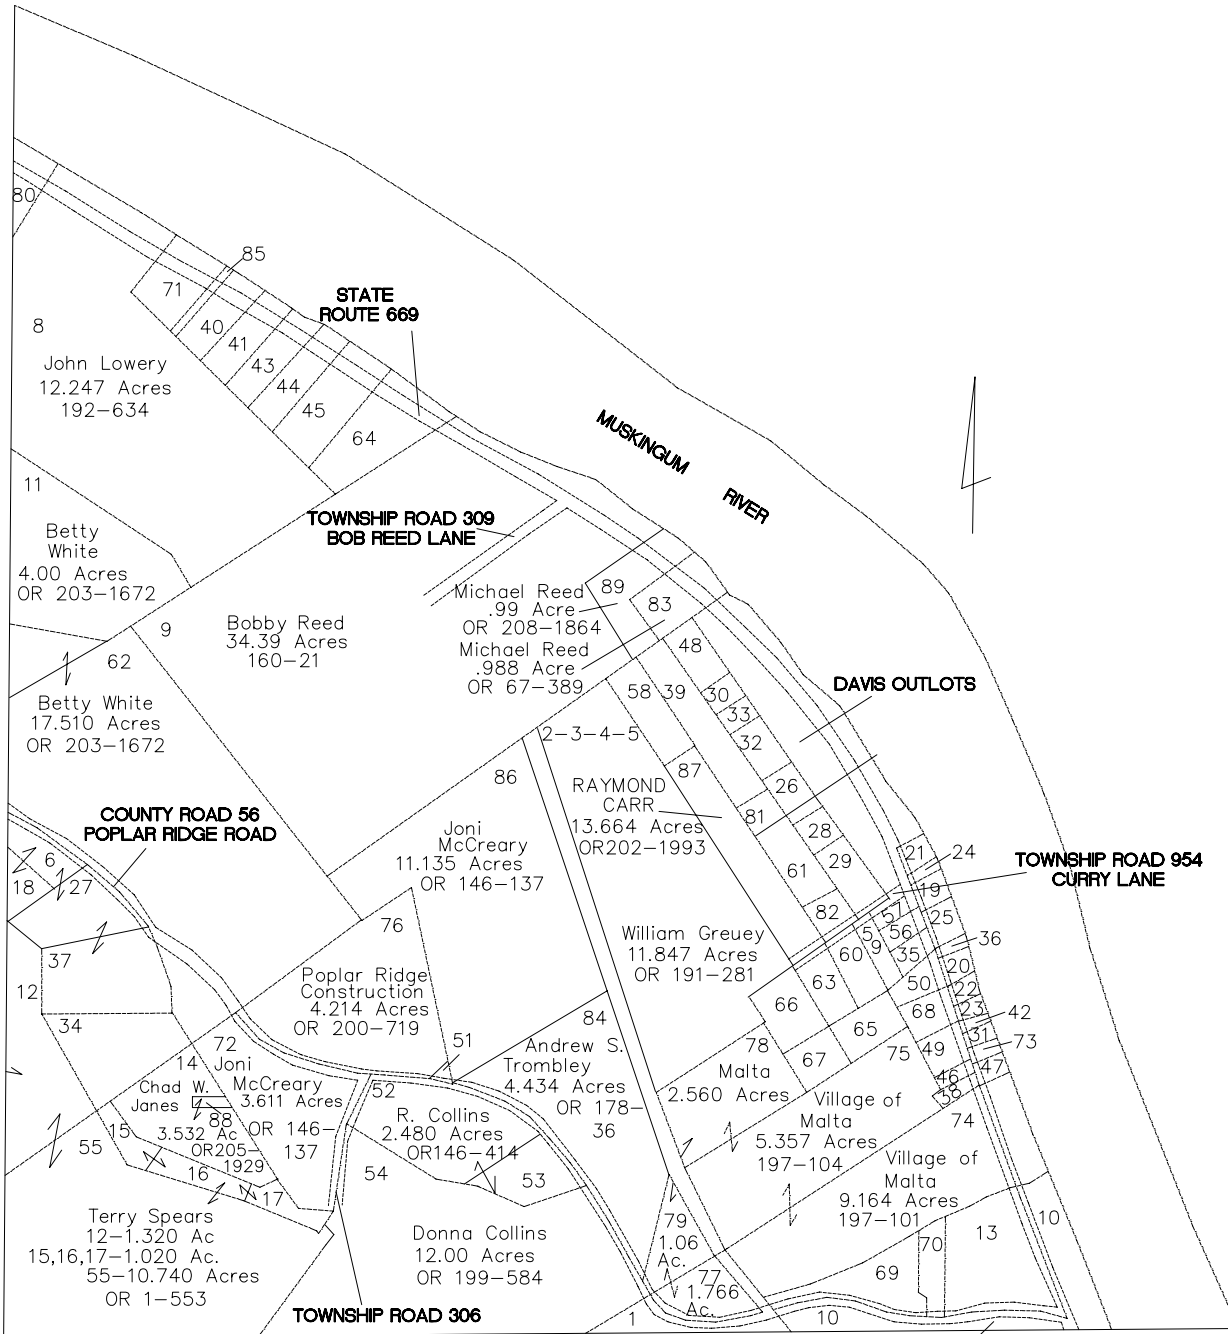 80
85
71
STATE
ROUTE 669
8
40
41
43
44
45
64
John Lowery
12.247 Acres
192-634
MUSKINGUM
RIVER
11
Betty
White
4.00 Acres
OR 203-1672
TOWNSHIP ROAD 309
BOB REED LANE
9
Bobby Reed
34.39 Acres
160-21
Michael Reed
.99 Acre
OR 208-1864
Michael Reed
.988 Acre
OR 67-389
89
83
48
62
Betty White
17.510 Acres
OR 203-1672
58
39
30
33
32
DAVIS OUTLOTS
2-3-4-5
86
87
26
RAYMOND
CARR
13.664 Acres
OR202-1993
81
28
29
COUNTY ROAD 56
POPLAR RIDGE ROAD
Joni
McCreary
11.135 Acres
OR 146-137
6
18
27
61
21
24
19
TOWNSHIP ROAD 954
CURRY LANE
82
57
25
5
9
56
35
36
76
37
12
34
William Greuey
11.847 Acres
OR 191-281
60
63
50
20
22
23
42
31
73
47
Poplar Ridge
Construction
4.214 Acres
OR 200-719
66
68
65
67
75
49
46
38
74
84
51
Andrew S.
Trombley
4.434 Acres
OR 178-
36
78
Malta
2.560 Acres
72
14
Joni
McCreary
3.611 Acres
OR 146-
137
Chad W.
Janes
88
3.532 Ac
OR205-
1929
52
R. Collins
2.480 Acres
OR146-414
Village of
Malta
5.357 Acres
197-104
55
15
16
17
54
53
Village of
Malta
9.164 Acres
197-101
Terry Spears
12-1.320 Ac
15,16,17-1.020 Ac.
55-10.740 Acres
OR 1-553
Donna Collins
12.00 Acres
OR 199-584
79
1.06
Ac.
77
1.766
Ac.
69
70
13
10
TOWNSHIP ROAD 306
1
10